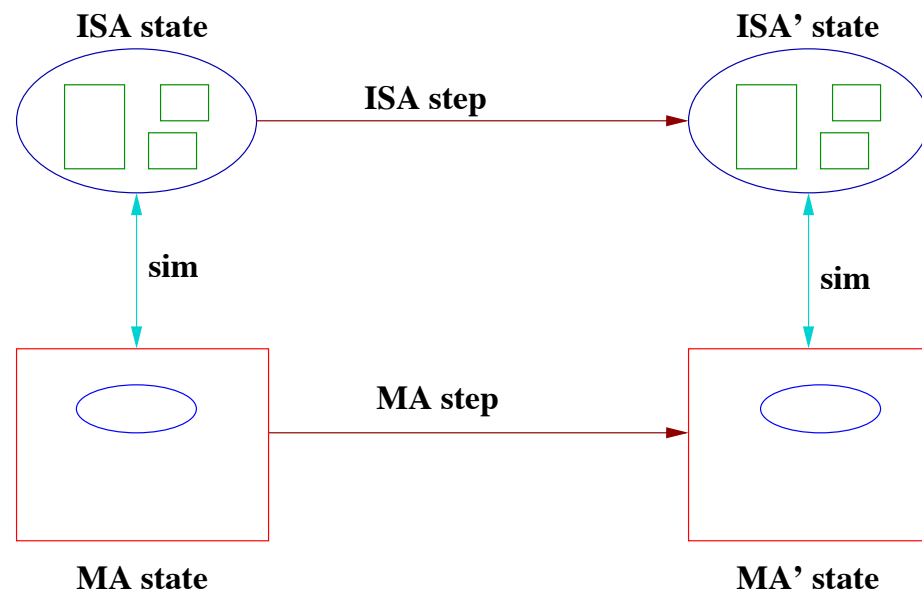 ISA state
ISA’ state
ISA step
sim
sim
MA step
MA state
MA’ state